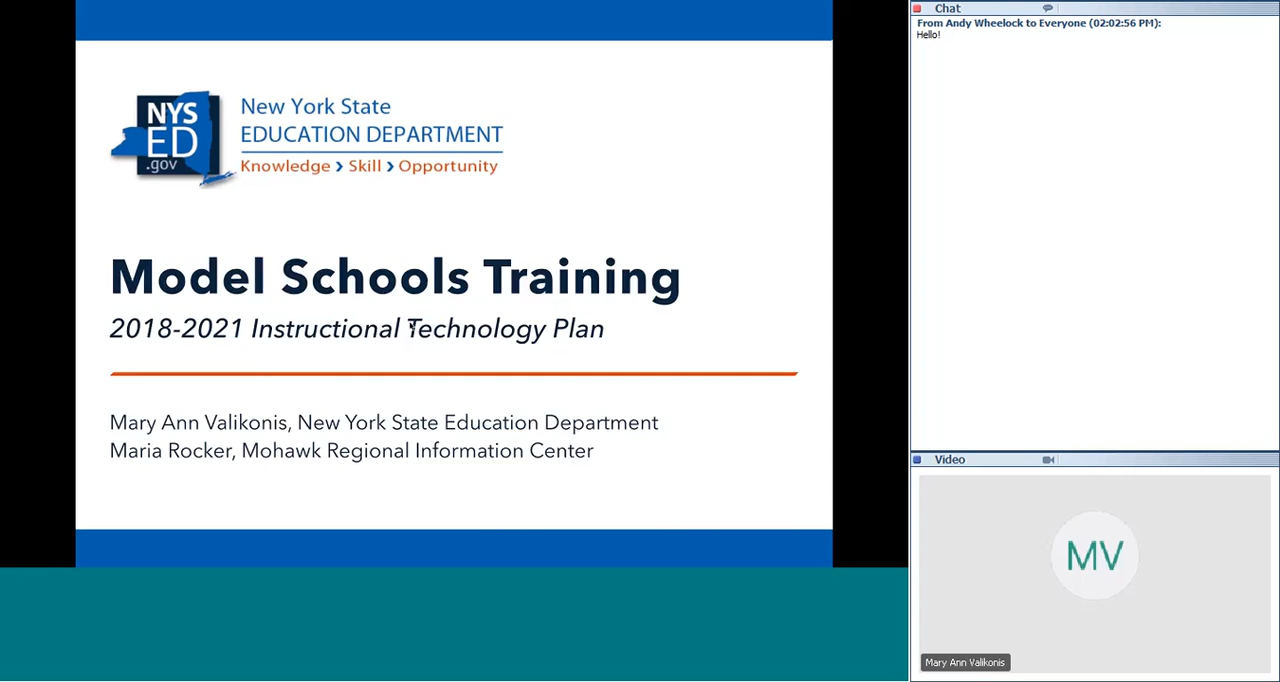 NYS
ED
.gov
New York State
EDUCATION DEPARTMENT
Knowledge › Skill › Opportunity
Model Schools Training
2018-2021 Instructional Technology Plan
Mary Ann Valikonis, New York State Education Department
Maria Rocker, Mohawk Regional Information Center
Chat
From Andy Wheelock to Everyone (02:02:56 PM):
Hello!
Video
MV
Mary Ann Valikonis